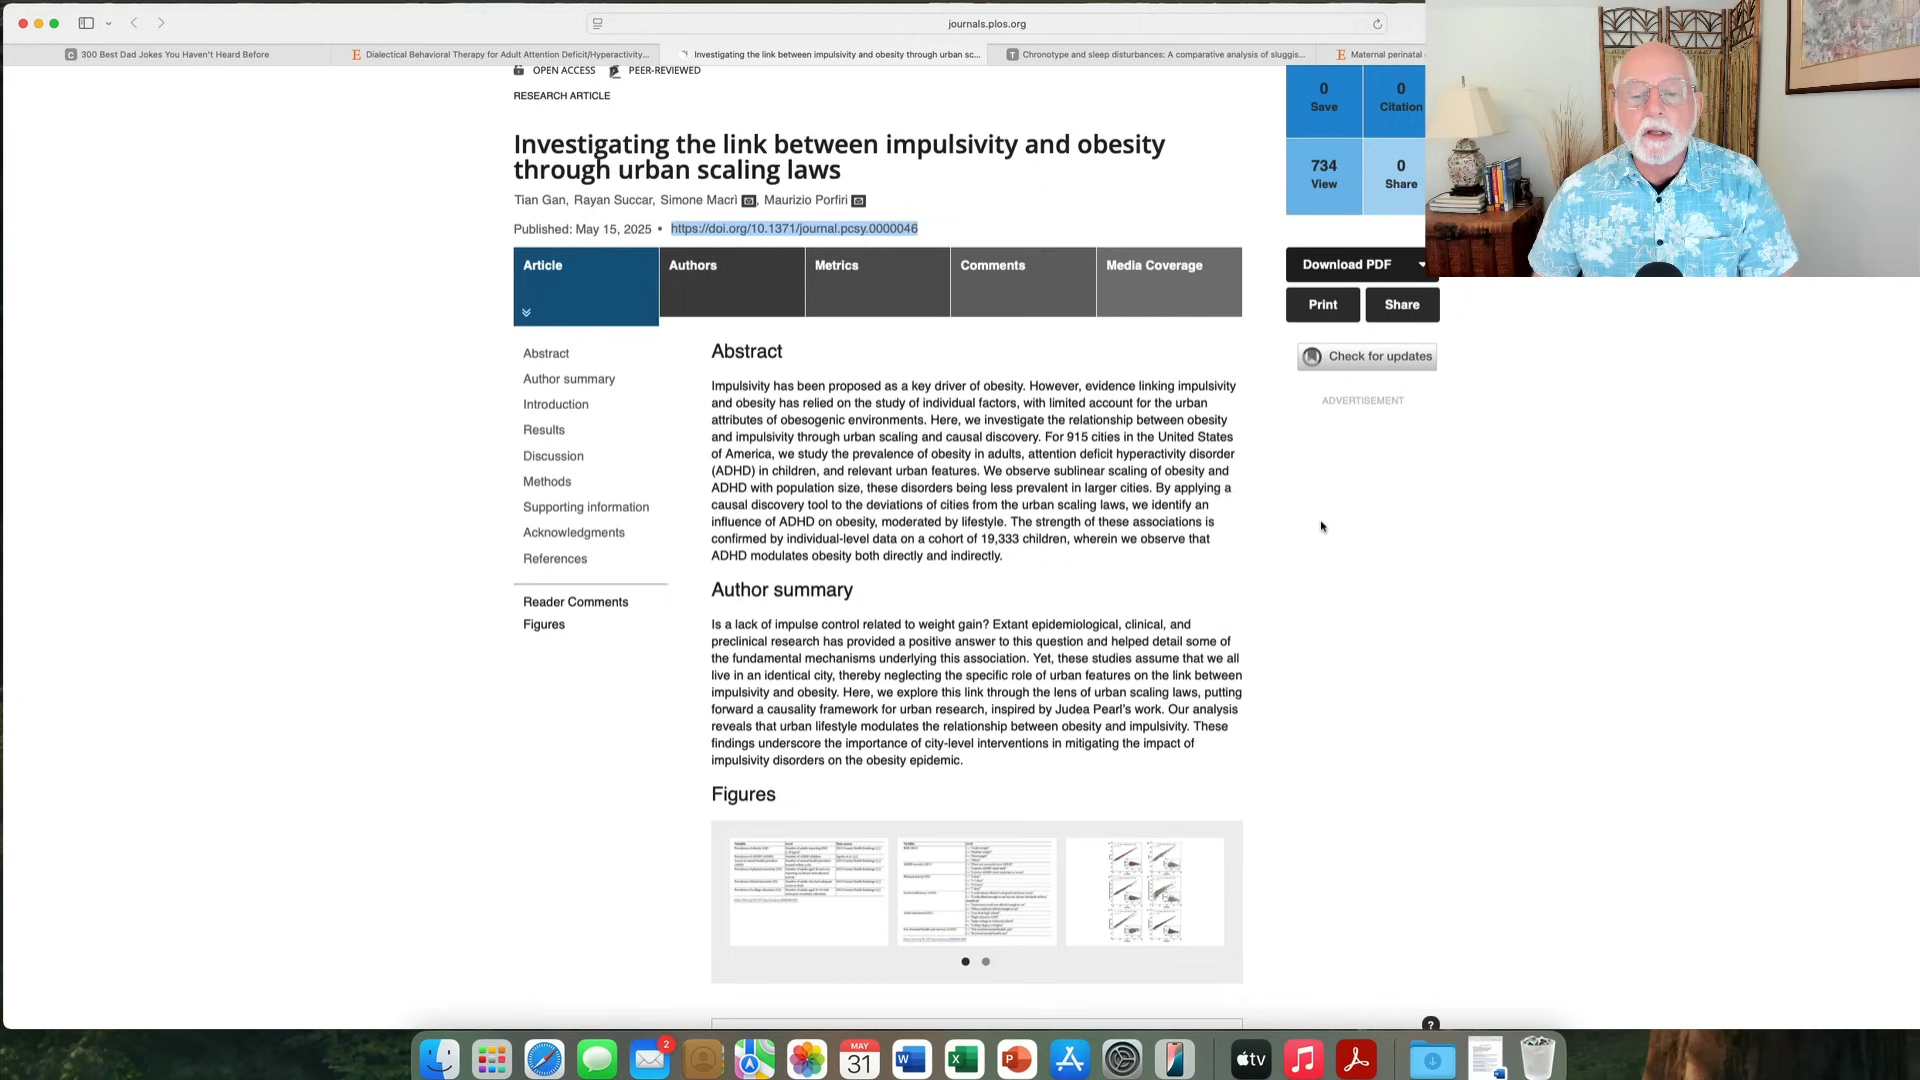 journals.plos.org
300 Best Dad Jokes You Haven't Heard Before
Dialectical Behavioral Therapy for Adult Attention Deficit/Hyperactivity...
Investigating the link between impulsivity and obesity through urban sc...
Chronotype and sleep disturbances: A comparative analysis of sluggis...
Maternal perinatal
OPEN ACCESS PEER-REVIEWED
RESEARCH ARTICLE
Investigating the link between impulsivity and obesity
through urban scaling laws
Tian Gan, Rayan Succar, Simone Macrì, Maurizio Porfiri
Published: May 15, 2025 • https://doi.org/10.1371/journal.pcsy.0000046
0
Save
0
Citation
734
View
0
Share
Article
Authors
Metrics
Comments
Media Coverage
Download PDF
Print
Share
Check for updates
ADVERTISEMENT
Abstract
Author summary
Introduction
Results
Discussion
Methods
Supporting information
Acknowledgments
References
Reader Comments
Figures
Abstract
Impulsivity has been proposed as a key driver of obesity. However, evidence linking impulsivity
and obesity has relied on the study of individual factors, with limited account for the urban
attributes of obesogenic environments. Here, we investigate the relationship between obesity
and impulsivity through urban scaling and causal discovery. For 915 cities in the United States
of America, we study the prevalence of obesity in adults, attention deficit hyperactivity disorder
(ADHD) in children, and relevant urban features. We observe sublinear scaling of obesity and
ADHD with population size, these disorders being less prevalent in larger cities. By applying a
causal discovery tool to the deviations of cities from the urban scaling laws, we identify an
influence of ADHD on obesity, moderated by lifestyle. The strength of these associations is
confirmed by individual-level data on a cohort of 19,333 children, wherein we observe that
ADHD modulates obesity both directly and indirectly.
Author summary
Is a lack of impulse control related to weight gain? Extant epidemiological, clinical, and
preclinical research has provided a positive answer to this question and helped detail some of
the fundamental mechanisms underlying this association. Yet, these studies assume that we all
live in an identical city, thereby neglecting the specific role of urban features on the link between
impulsivity and obesity. Here, we explore this link through the lens of urban scaling laws, putting
forward a causality framework for urban research, inspired by Judea Pearl's work. Our analysis
reveals that urban lifestyle modulates the relationship between obesity and impulsivity. These
findings underscore the importance of city-level interventions in mitigating the impact of
impulsivity disorders on the obesity epidemic.
Figures
?
2
MAY
31
W
X
P
tv